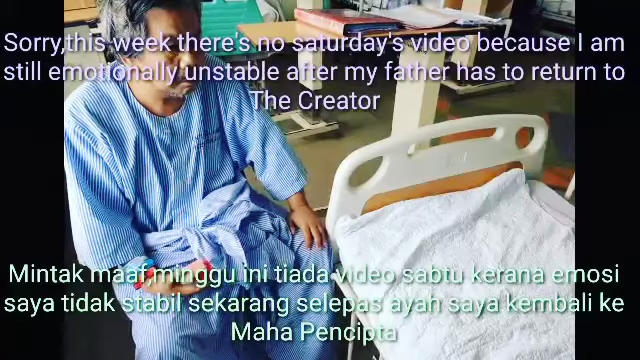 Sorry,this week there's no saturday's video because I am
still emotionally unstable after my father has to return to
The Creator
Mintak maaf,minggu ini tiada video sabtu kerana emosi
saya tidak stabil sekarang selepas ayah saya kembali ke
Maha Pencipta